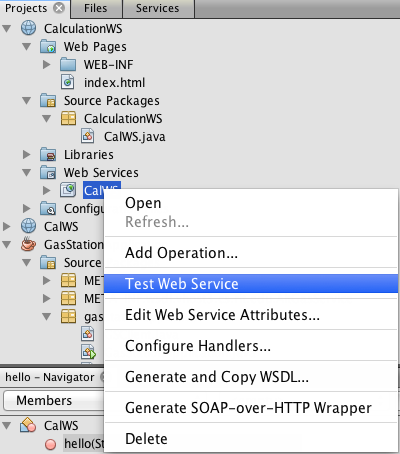 Projects Files Services
CalculationWS
Web Pages
WEB-INF
index.html
Source Packages
CalculationWS
CalWS.java
Libraries
Web Services
CalWS
Configu
CalWS
GasStation
Source
MET
MET
gas
Open
Refresh...
Add Operation...
Test Web Service
Edit Web Service Attributes...
Configure Handlers...
Generate and Copy WSDL...
Generate SOAP-over-HTTP Wrapper
Delete
hello - Navigator
Members
CalWS
hello(St